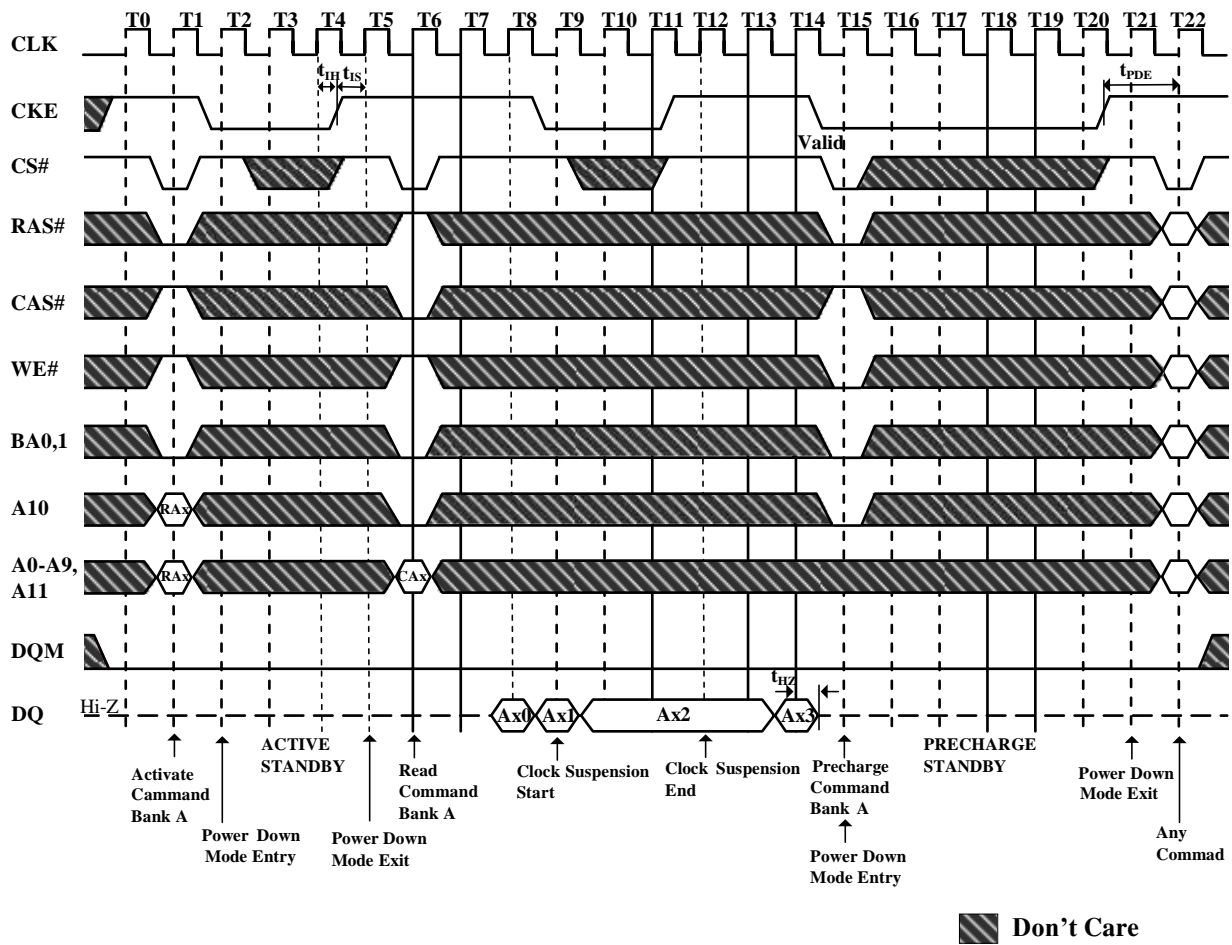 T0 T1 T2 T3 T4 T5 T6 T7 T8 T9 T10 T11 T12 T13 T14 T15 T16 T17 T18 T19 T20 T21 T22
CLK
tIH tIS
tPDE
CKE
Valid
CS#
RAS#
CAS#
WE#
BA0,1
A10
RAx
A0-A9,
A11
RAx
CAx
DQM
tHZ
DQ
Hi-Z
Ax0 Ax1 Ax2 Ax3
Activate
Cammand
Bank A
Power Down
Mode Entry
ACTIVE
STANDBY
Power Down
Mode Exit
Read
Command
Bank A
Clock Suspension
Start
Clock Suspension
End
Precharge
Command
Bank A
Power Down
Mode Entry
PRECHARGE
STANDBY
Power Down
Mode Exit
Any
Commad
Don't Care